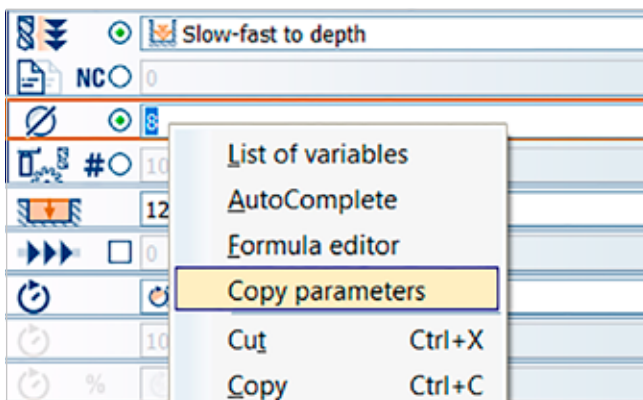 Slow-fast to depth
NC 0
8
# 10
List of variables
AutoComplete
12
Formula editor
0
Copy parameters
10
Cut Ctrl+X
%
Copy Ctrl+C